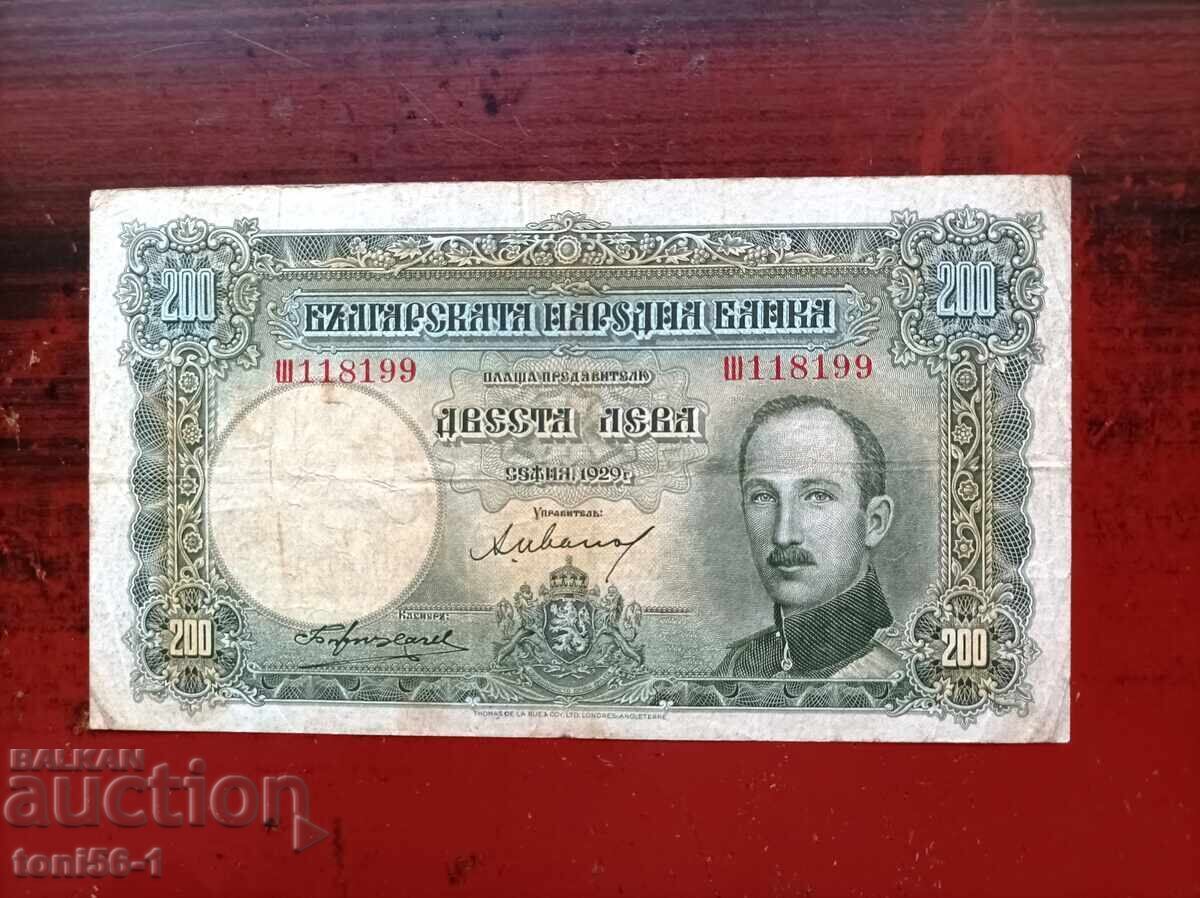 200 200
БЪЛГАРСКАТА НАРОДНА БАНКА
Ш118199 Ш118199
ПЛАЩА ПРЕДЯВИТЕЛЮ
ДВЕСТА ЛЕВА
СОФИЯ, 1929 г.
УПРАВИТЕЛЬ:
КАСИЕРЪ:
200 200
THOMAS DE LA RUE & COY, LTD, LONDRES-ANGLETERRE
BALKAN
auction
toni56-1